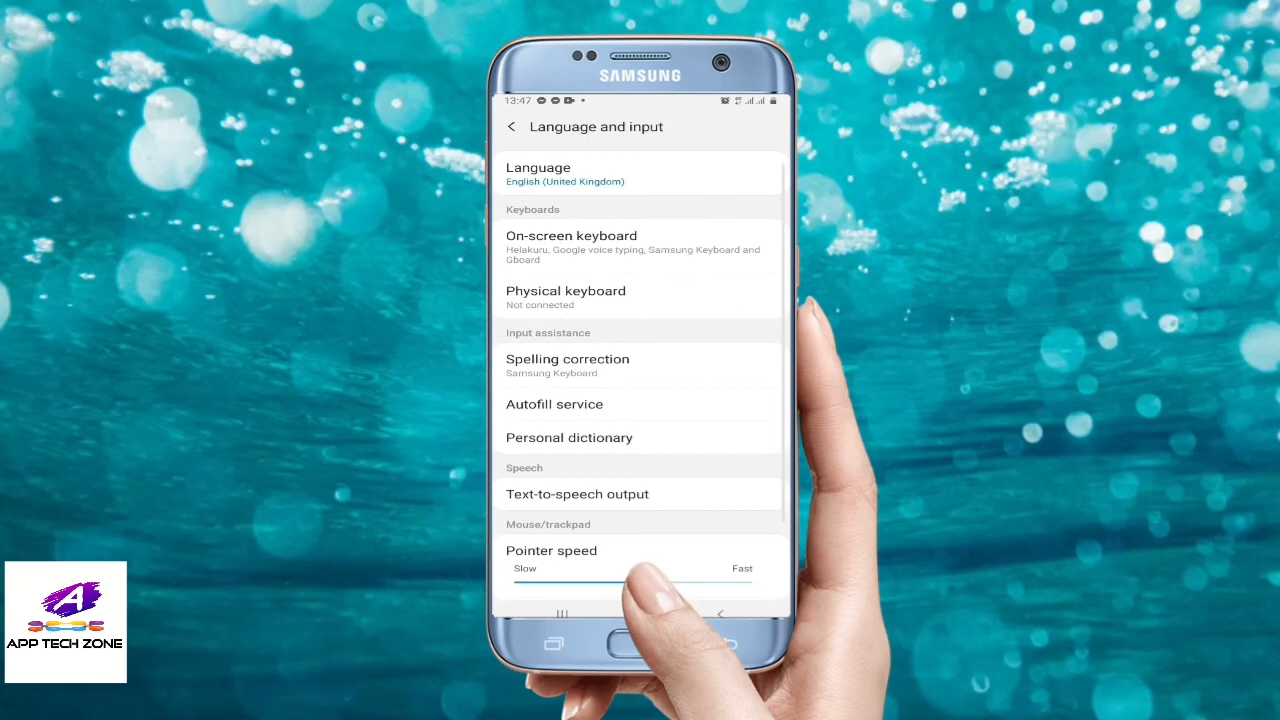 SAMSUNG
13:47
Language and input
Language
English (United Kingdom)
Keyboards
On-screen keyboard
Helakuru, Google voice typing, Samsung Keyboard and
Gboard
Physical keyboard
Not connected
Input assistance
Spelling correction
Samsung Keyboard
Autofill service
Personal dictionary
Speech
Text-to-speech output
Mouse/trackpad
Pointer speed
Slow Fast
A
APP TECH ZONE